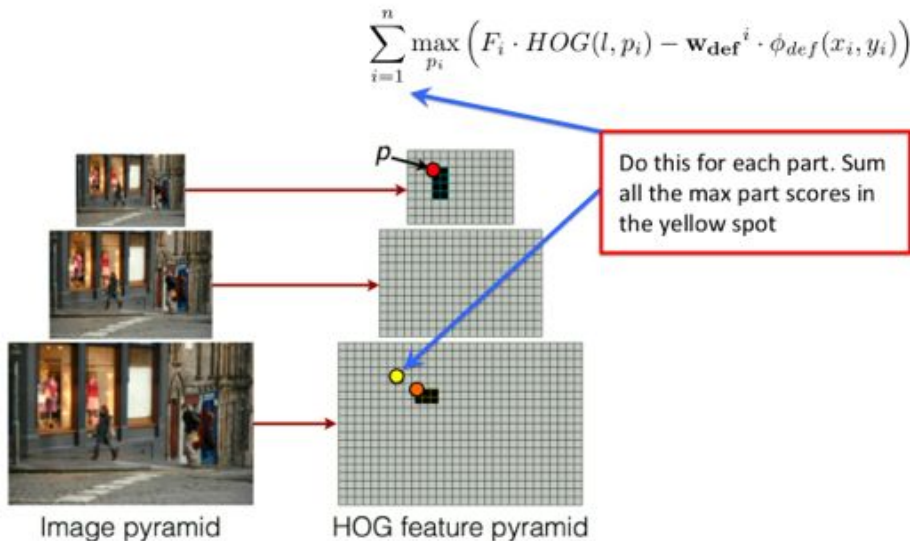 \sum_{i=1}^{n} \max_{p_i} \left( F_i \cdot HOG(l, p_i) - \mathbf{w_{def}}^i \cdot \phi_{def}(x_i, y_i) \right)
p
Do this for each part. Sum
all the max part scores in
the yellow spot
Image pyramid
HOG feature pyramid